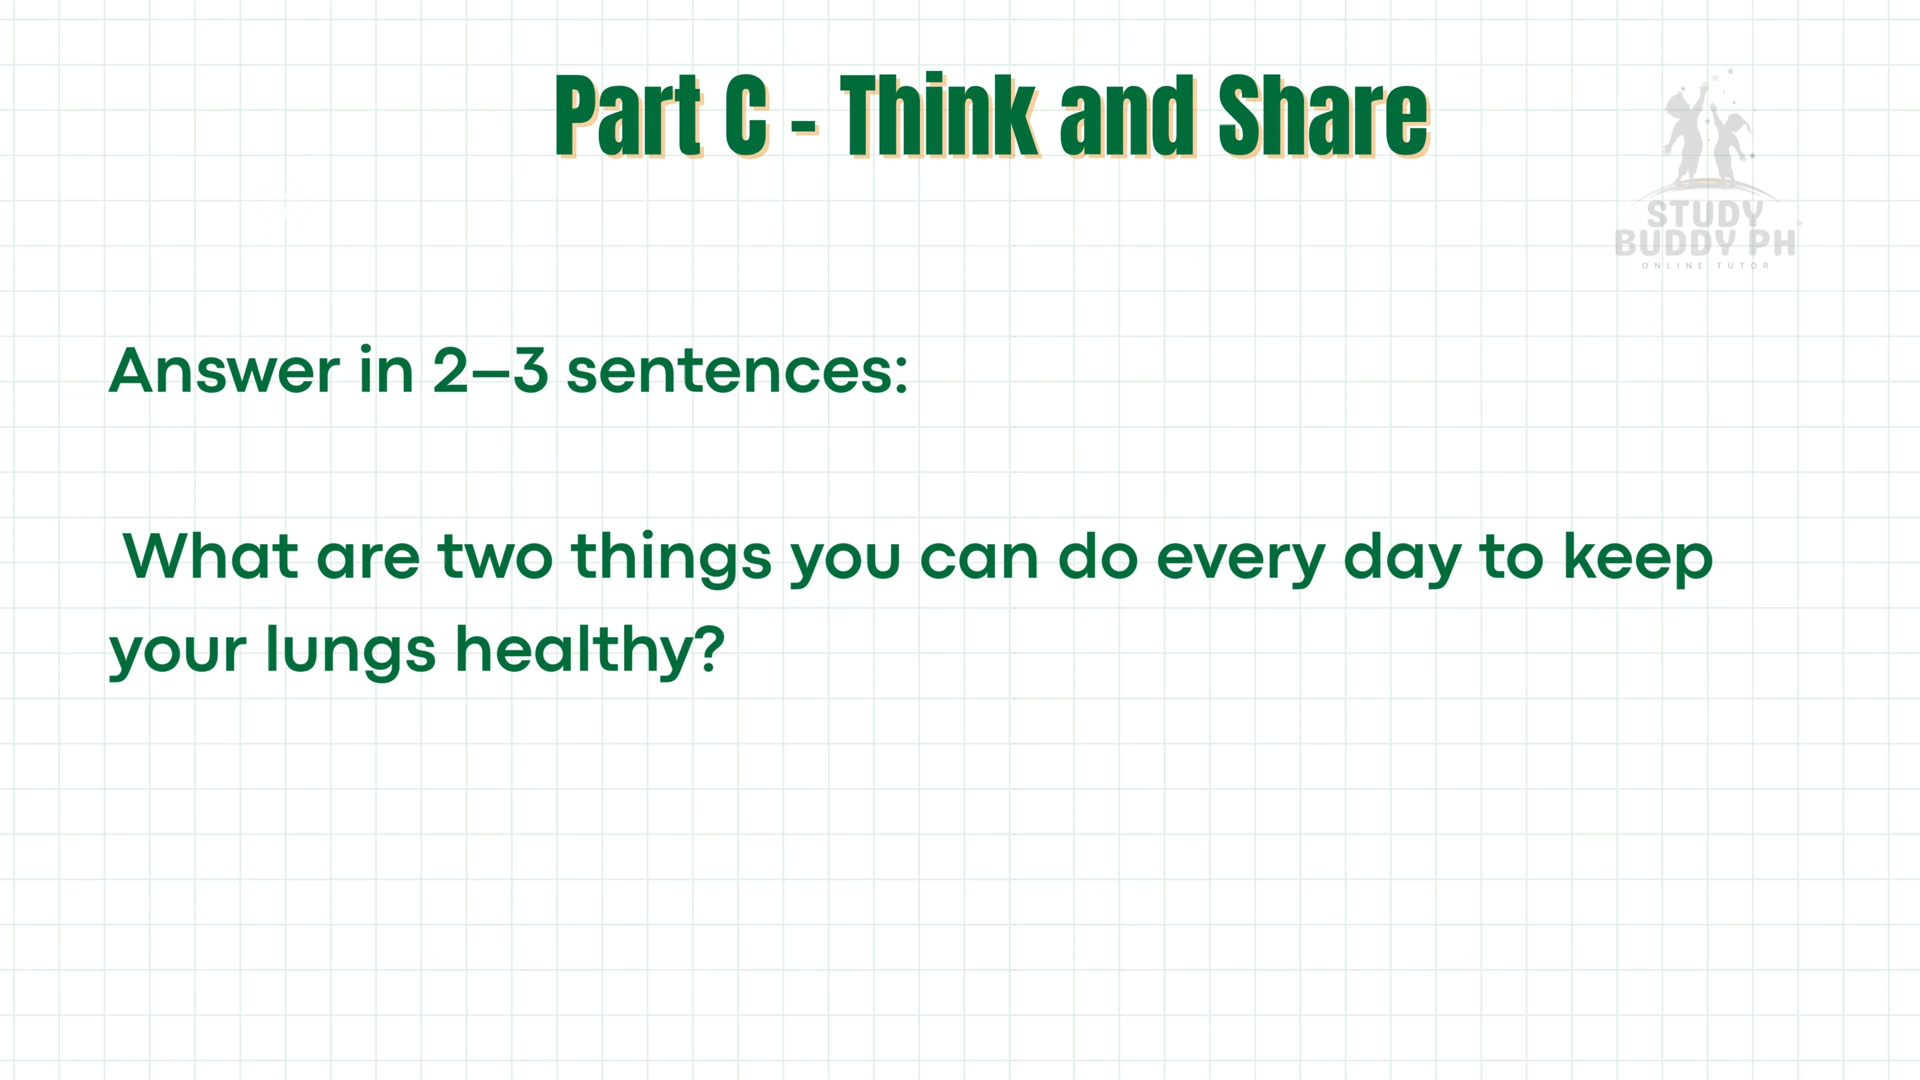 Part C - Think and Share
STUDY
BUDDY PH
ONLINE TUTOR
Answer in 2–3 sentences:
What are two things you can do every day to keep
your lungs healthy?